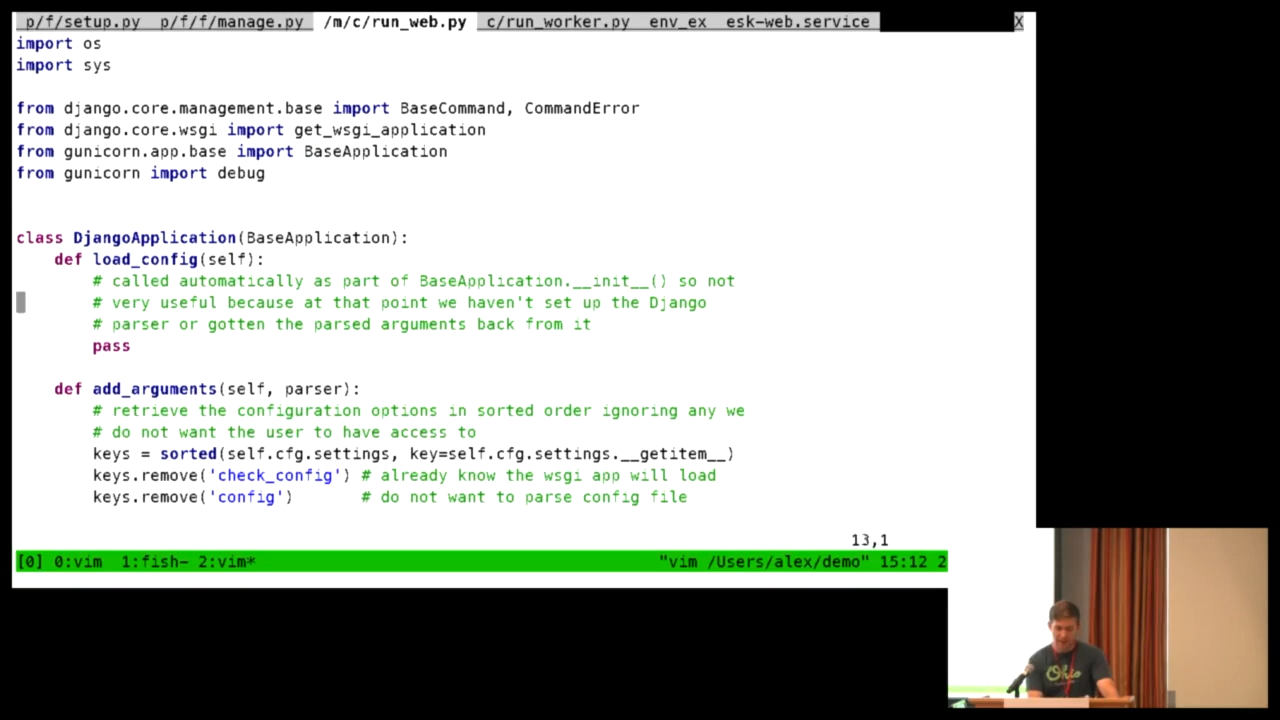 p/f/setup.py p/f/f/manage.py /m/c/run_web.py c/run_worker.py env_ex esk-web.service X
import os
import sys
from django.core.management.base import BaseCommand, CommandError
from django.core.wsgi import get_wsgi_application
from gunicorn.app.base import BaseApplication
from gunicorn import debug
class DjangoApplication(BaseApplication):
def load_config(self):
# called automatically as part of BaseApplication.__init__() so not
# very useful because at that point we haven't set up the Django
# parser or gotten the parsed arguments back from it
pass
def add_arguments(self, parser):
# retrieve the configuration options in sorted order ignoring any we
# do not want the user to have access to
keys = sorted(self.cfg.settings, key=self.cfg.settings.__getitem__)
keys.remove('check_config') # already know the wsgi app will load
keys.remove('config') # do not want to parse config file
13,1
[0] 0:vim 1:fish- 2:vim* "vim /Users/alex/demo" 15:12 2
Ohio